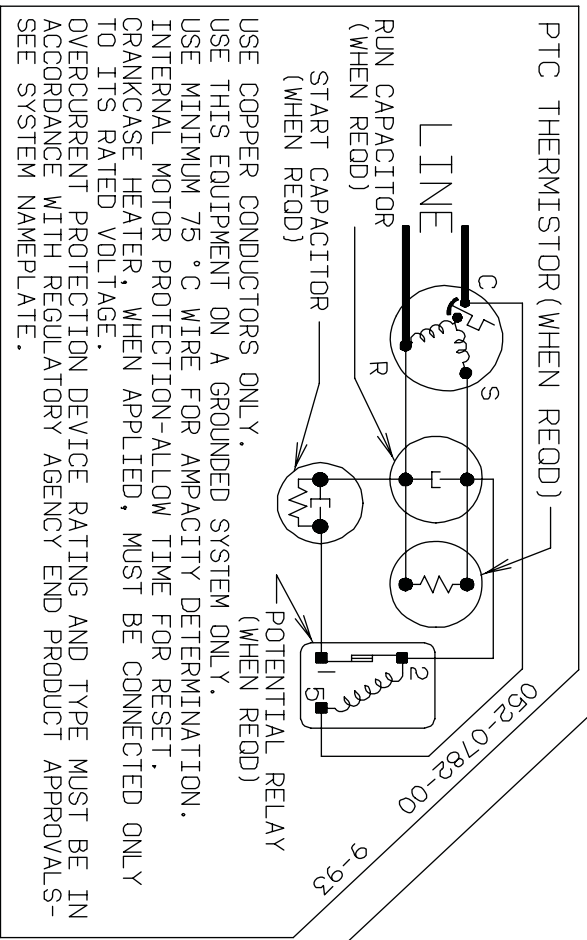 PTC THERMISTOR(WHEN REQD)
LINE
C
S
R
RUN CAPACITOR
(WHEN REQD)
START CAPACITOR
(WHEN REQD)
2
1
5
POTENTIAL RELAY
(WHEN REQD)
052-0782-00
9-93
USE COPPER CONDUCTORS ONLY.
USE THIS EQUIPMENT ON A GROUNDED SYSTEM ONLY.
USE MINIMUM 75 °C WIRE FOR AMPACITY DETERMINATION.
INTERNAL MOTOR PROTECTION-ALLOW TIME FOR RESET.
CRANKCASE HEATER, WHEN APPLIED, MUST BE CONNECTED ONLY
TO ITS RATED VOLTAGE.
OVERCURRENT PROTECTION DEVICE RATING AND TYPE MUST BE IN
ACCORDANCE WITH REGULATORY AGENCY END PRODUCT APPROVALS-
SEE SYSTEM NAMEPLATE.